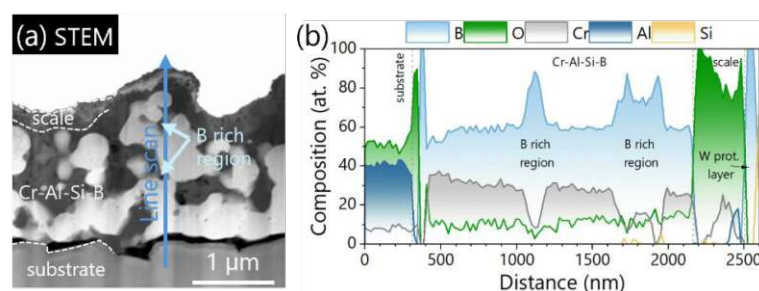 (a) STEM
scale
Line scan
B rich
region
Cr-Al-Si-B
substrate
1 μm
(b)
B O Cr Al Si
Composition (at. %)
100
80
60
40
20
0
substrate
Cr-Al-Si-B
scale
B rich
region
B rich
region
W prot.
layer
0 500 1000 1500 2000 2500
Distance (nm)